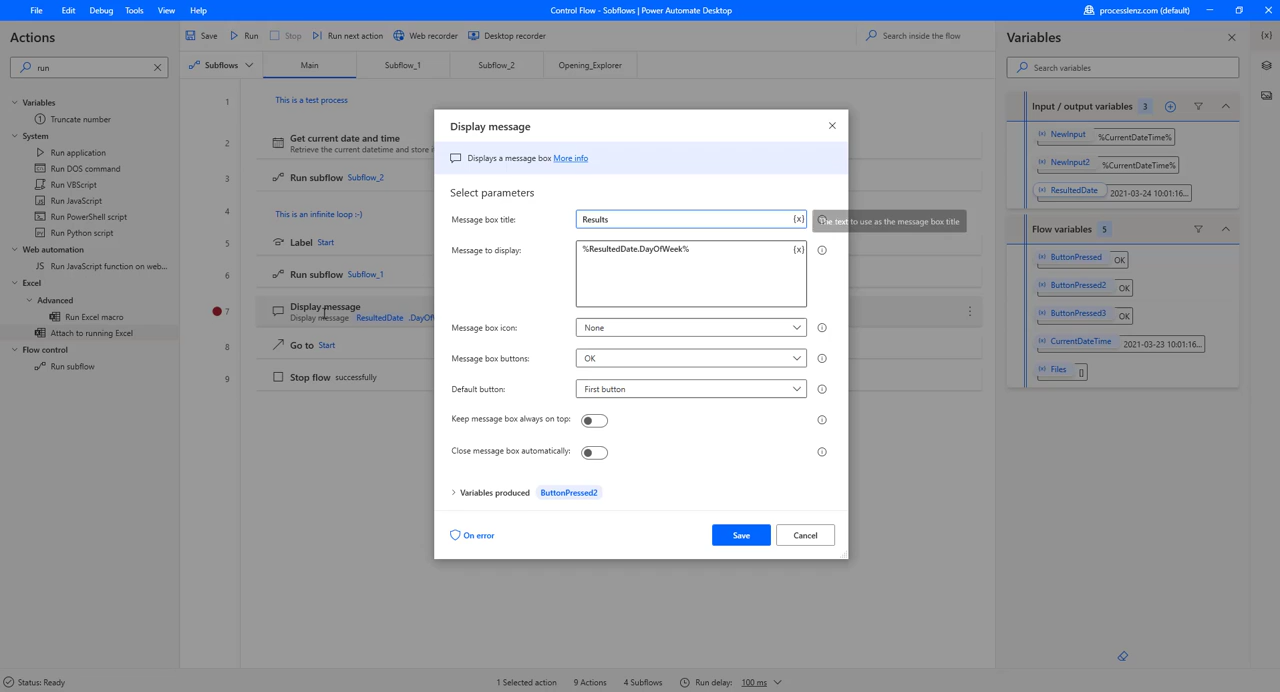 File Edit Debug Tools View Help
Control Flow - Subflows | Power Automate Desktop
processlenz.com (default)
Actions
run
Variables
Truncate number
System
Run application
Run DOS command
Run VBScript
Run JavaScript
Run PowerShell script
Run Python script
Web automation
Run JavaScript function on web...
Excel
Advanced
Run Excel macro
Attach to running Excel
Flow control
Run subflow
Save Run Stop Run next action Web recorder Desktop recorder
Search inside the flow
Subflows Main Subflow_1 Subflow_2 Opening_Explorer
1 This is a test process
2 Get current date and time
Retrieve the current datetime and store i
3 Run subflow Subflow_2
4 This is an infinite loop :-)
5 Label Start
6 Run subflow Subflow_1
7 Display message
Display message ResultedDate .DayOf
8 Go to Start
9 Stop flow successfully
Display message
Displays a message box More info
Select parameters
Message box title: Results {x}
The text to use as the message box title
Message to display: %ResultedDate.DayOfWeek% {x}
Message box icon: None
Message box buttons: OK
Default button: First button
Keep message box always on top:
Close message box automatically:
Variables produced ButtonPressed2
On error
Save Cancel
Variables
{x}
Search variables
Input / output variables 3
(x) NewInput %CurrentDateTime%
(x) NewInput2 %CurrentDateTime%
(x) ResultedDate 2021-03-24 10:01:16...
Flow variables 5
(x) ButtonPressed OK
(x) ButtonPressed2 OK
(x) ButtonPressed3 OK
(x) CurrentDateTime 2021-03-23 10:01:16...
(x) Files []
Status: Ready
1 Selected action 9 Actions 4 Subflows Run delay: 100 ms